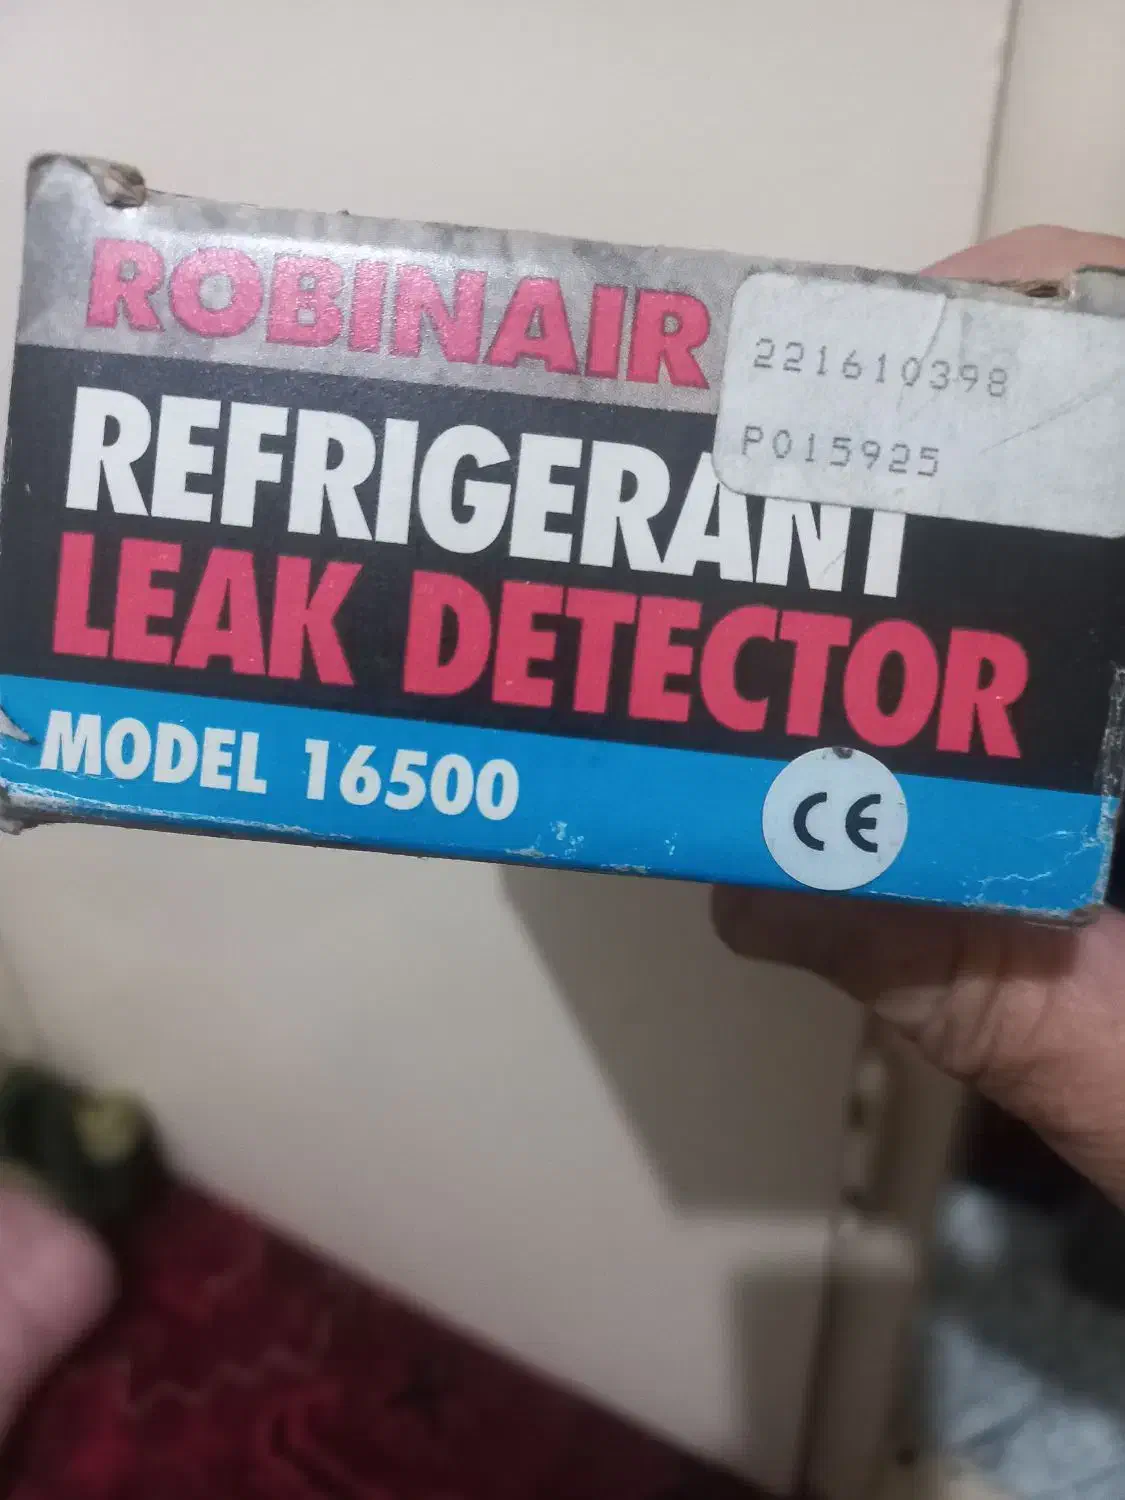 ROBINAIR
221610398
P015925
REFRIGERANT
LEAK DETECTOR
MODEL 16500
CE